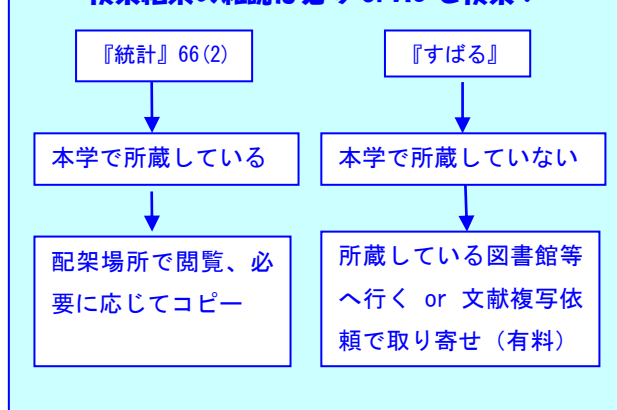 『統計』66(2)
『すばる』
本学で所蔵している
本学で所蔵していない
配架場所で閲覧、必
要に応じてコピー
所蔵している図書館等
へ行く or 文献複写依
頼で取り寄せ（有料）